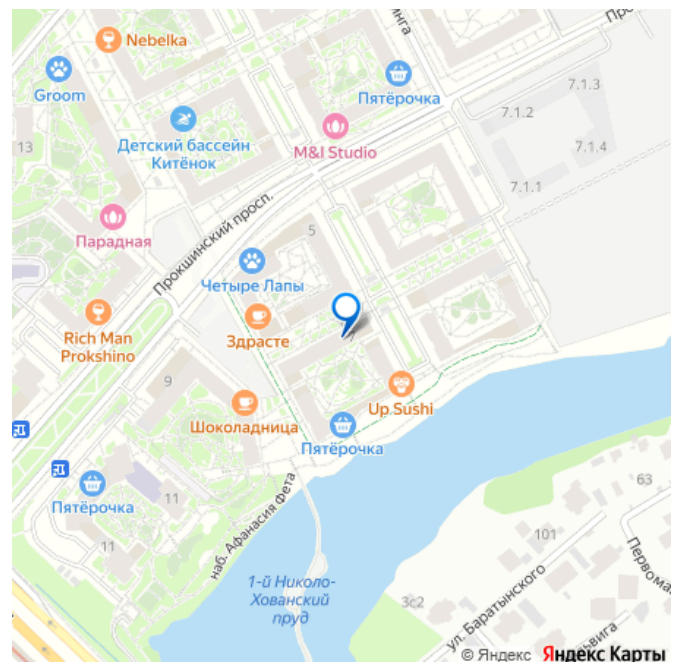 Nebelka
Groom
Детский бассейн
Китёнок
13
Пятёрочка
M&I Studio
7.1.3
7.1.2
7.1.4
7.1.1
Парадная
Прокшинский просп.
5
Четыре Лапы
Здрасте
Rich Man
Prokshino
9
Шоколадница
Up Sushi
Пятёрочка
Пятёрочка
11
11
наб. Афанасия Фета
1-й Николо-
Хованский
пруд
3с2
101
63
ул. Баратынского
© Яндекс Яндекс Карты